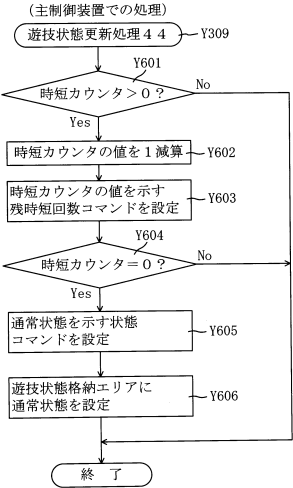 (主制御装置での処理)
遊技状態更新処理44
Y309
Y601
時短カウンタ>0?
No
Yes
時短カウンタの値を1減算
Y602
時短カウンタの値を示す
残時短回数コマンドを設定
Y603
Y604
時短カウンタ=0?
No
Yes
通常状態を示す状態
コマンドを設定
Y605
遊技状態格納エリアに
通常状態を設定
Y606
終了